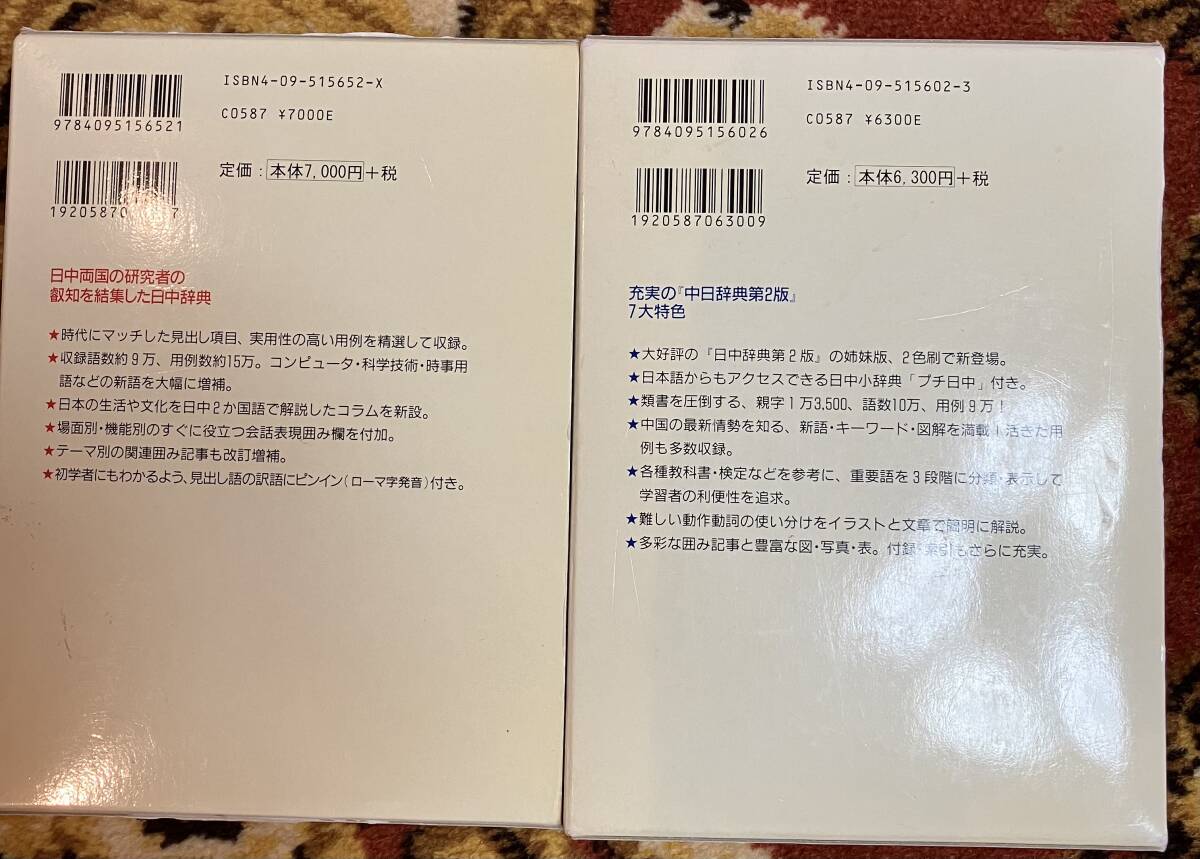 ISBN4-09-515652-X
9784095156521
C0587 ¥7000E
定価：本体7,000円＋税
日中両国の研究者の
叡知を結集した日中辞典
★時代にマッチした見出し項目、実用性の高い用例を精選して収録。
★収録語数約9万、用例数約15万。コンピュータ・科学技術・時事用
語などの新語を大幅に増補。
★日本の生活や文化を日中2か国語で解説したコラムを新設。
★場面別・機能別のすぐに役立つ会話表現囲み欄を付加。
★テーマ別の関連囲み記事も改訂増補。
★初学者にもわかるよう、見出し語の訳語にピンイン（ローマ字発音）付き。
ISBN4-09-515602-3
9784095156026
C0587 ¥6300E
定価：本体6,300円＋税
1920587063009
充実の『中日辞典第2版』
7大特色
★大好評の『日中辞典第2版』の姉妹版、2色刷で新登場。
★日本語からもアクセスできる日中小辞典「プチ日中」付き。
★類書を圧倒する、親字1万3,500、語数10万、用例9万！
★中国の最新情勢を知る、新語・キーワード・図解を満載！活きた用
例も多数収録。
★各種教科書・検定などを参考に、重要語を3段階に分類・表示して
学習者の利便性を追求。
★難しい動作動詞の使い分けをイラストと文章で簡明に解説。
★多彩な囲み記事と豊富な図・写真・表。付録・索引もさらに充実。